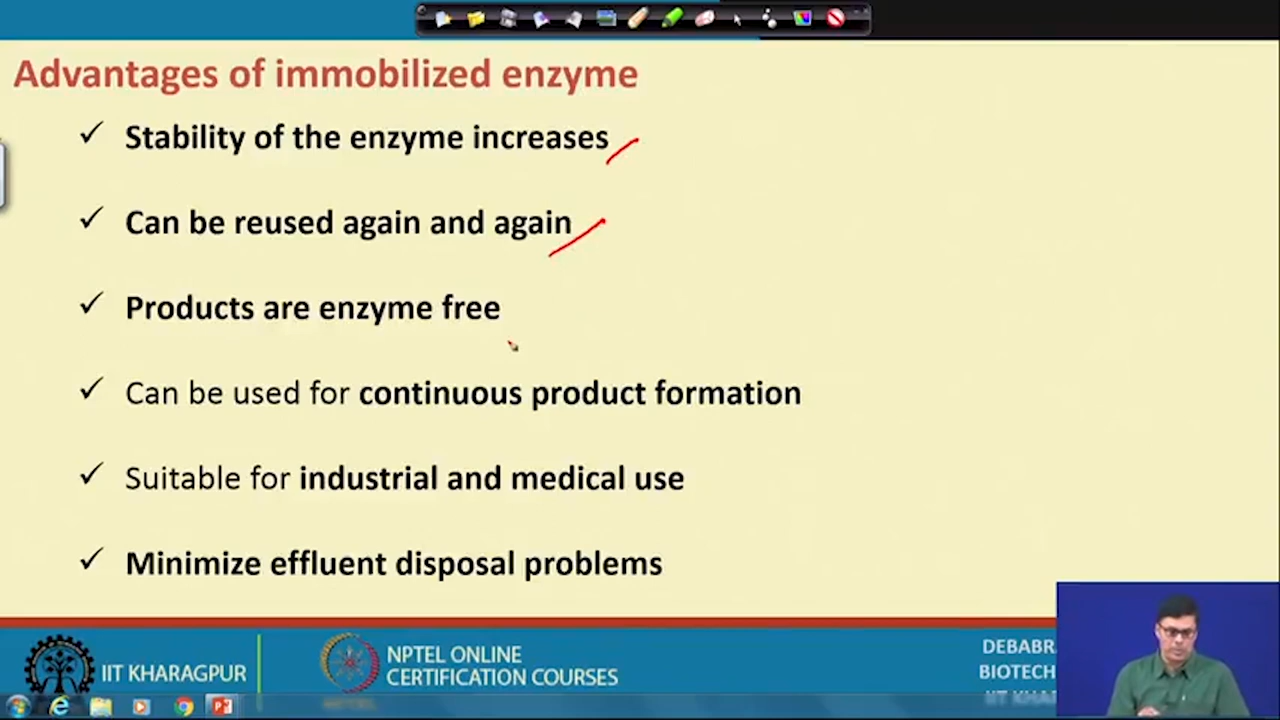 Advantages of immobilized enzyme
✓ Stability of the enzyme increases
✓ Can be reused again and again
✓ Products are enzyme free
✓ Can be used for continuous product formation
✓ Suitable for industrial and medical use
✓ Minimize effluent disposal problems
IIT KHARAGPUR
NPTEL ONLINE
CERTIFICATION COURSES
DEBABR
BIOTECH
IIT KHA